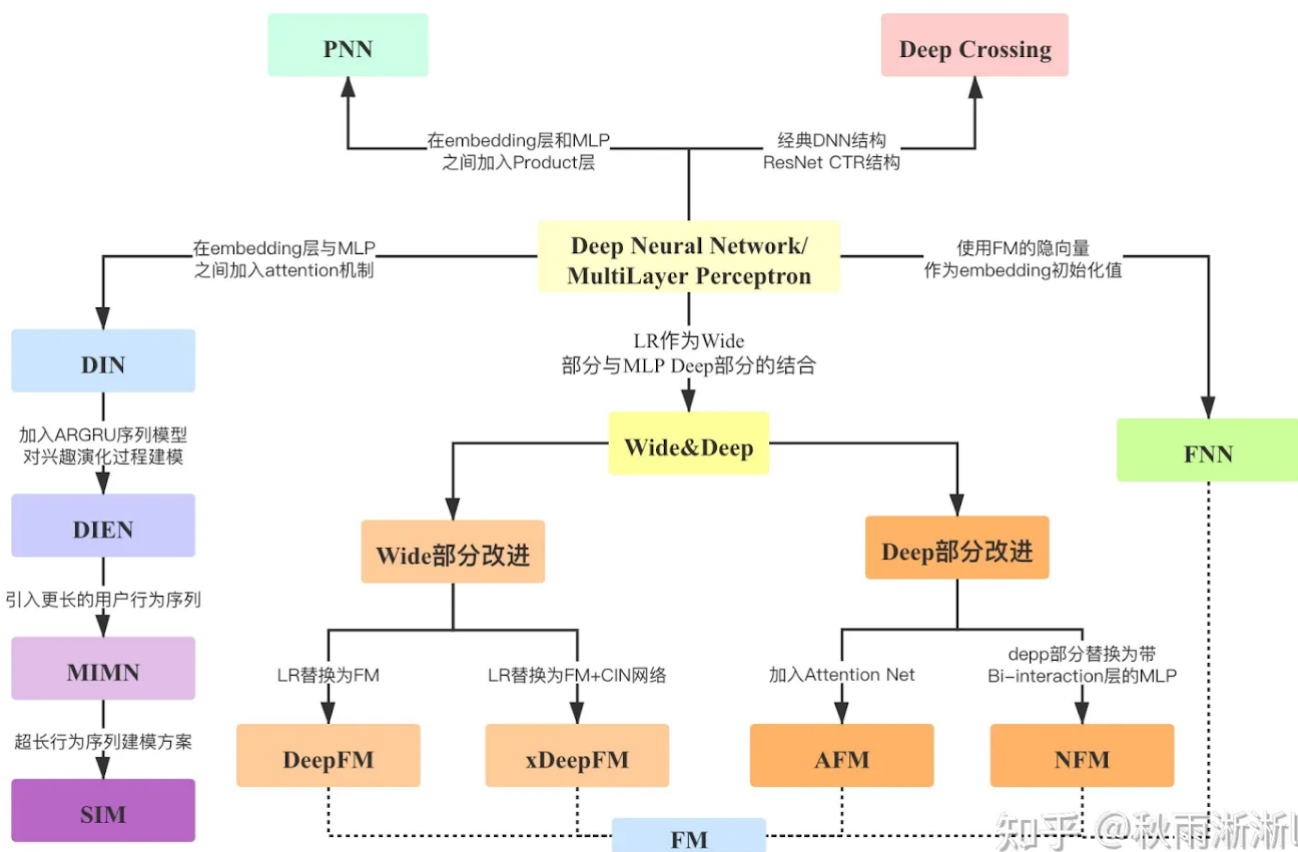 PNN
Deep Crossing
在embedding层和MLP
之间加入Product层
经典DNN结构
ResNet CTR结构
Deep Neural Network/
MultiLayer Perceptron
在embedding层与MLP
之间加入attention机制
使用FM的隐向量
作为embedding初始化值
LR作为Wide
部分与MLP Deep部分的结合
DIN
加入ARGRU序列模型
对兴趣演化过程建模
Wide&Deep
FNN
DIEN
Wide部分改进
Deep部分改进
引入更长的用户行为序列
MIMN
LR替换为FM
LR替换为FM+CIN网络
加入Attention Net
depp部分替换为带
Bi-interaction层的MLP
超长行为序列建模方案
DeepFM
xDeepFM
AFM
NFM
SIM
FM
知乎 @秋雨淅淅l